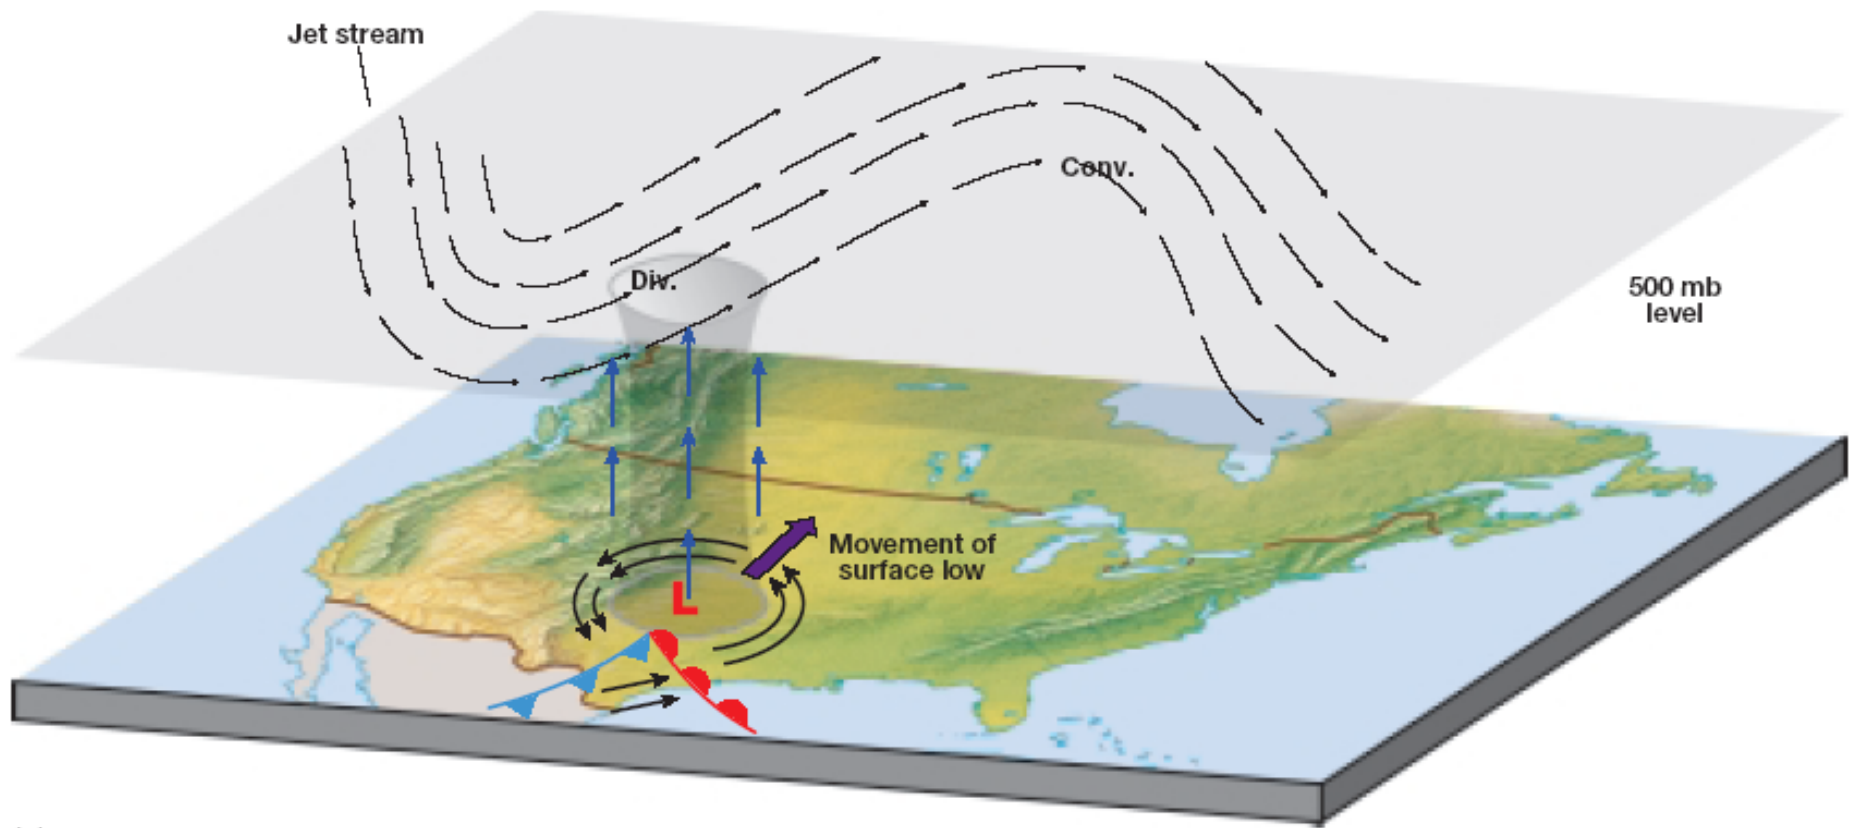 Jet stream
Conv.
Div.
500 mb
level
Movement of
surface low
L